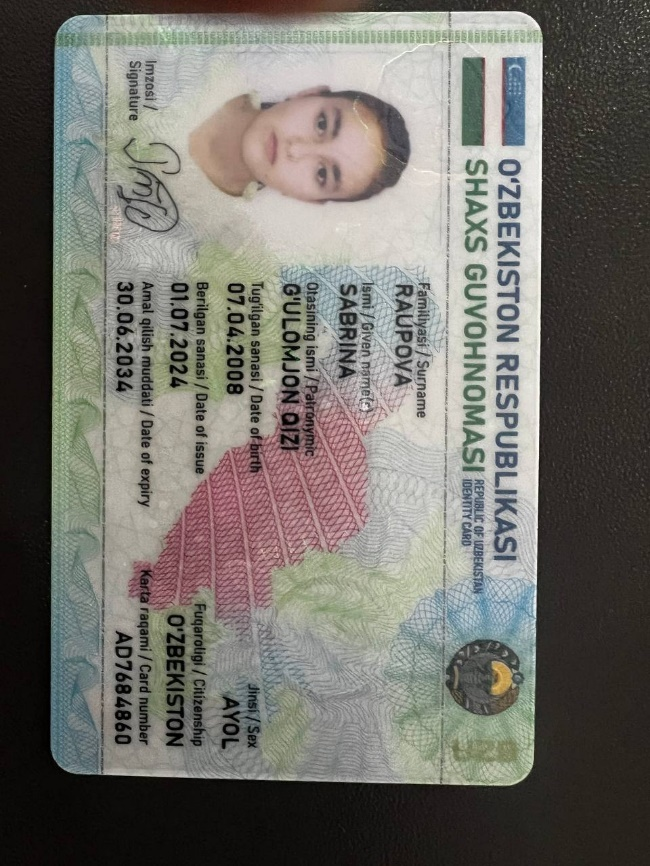 O'ZBEKISTON RESPUBLIKASI
SHAXS GUVOHNOMASI
REPUBLIC OF UZBEKISTAN
IDENTITY CARD
Familiyasi / Surname
RAUPOVA
Ismi / Given name(s)
SABRINA
Otasining ismi / Patronymic
G'ULOMJON QIZI
Tug'ilgan sanasi / Date of birth
07.04.2008
Jinsi / Sex
AYOL
Berilgan sanasi / Date of issue
01.07.2024
Fuqaroligi / Citizenship
O'ZBEKISTON
Amal qilish muddati / Date of expiry
30.06.2034
Karta raqami / Card number
AD7684860
Imzosi /
Signature
UZB